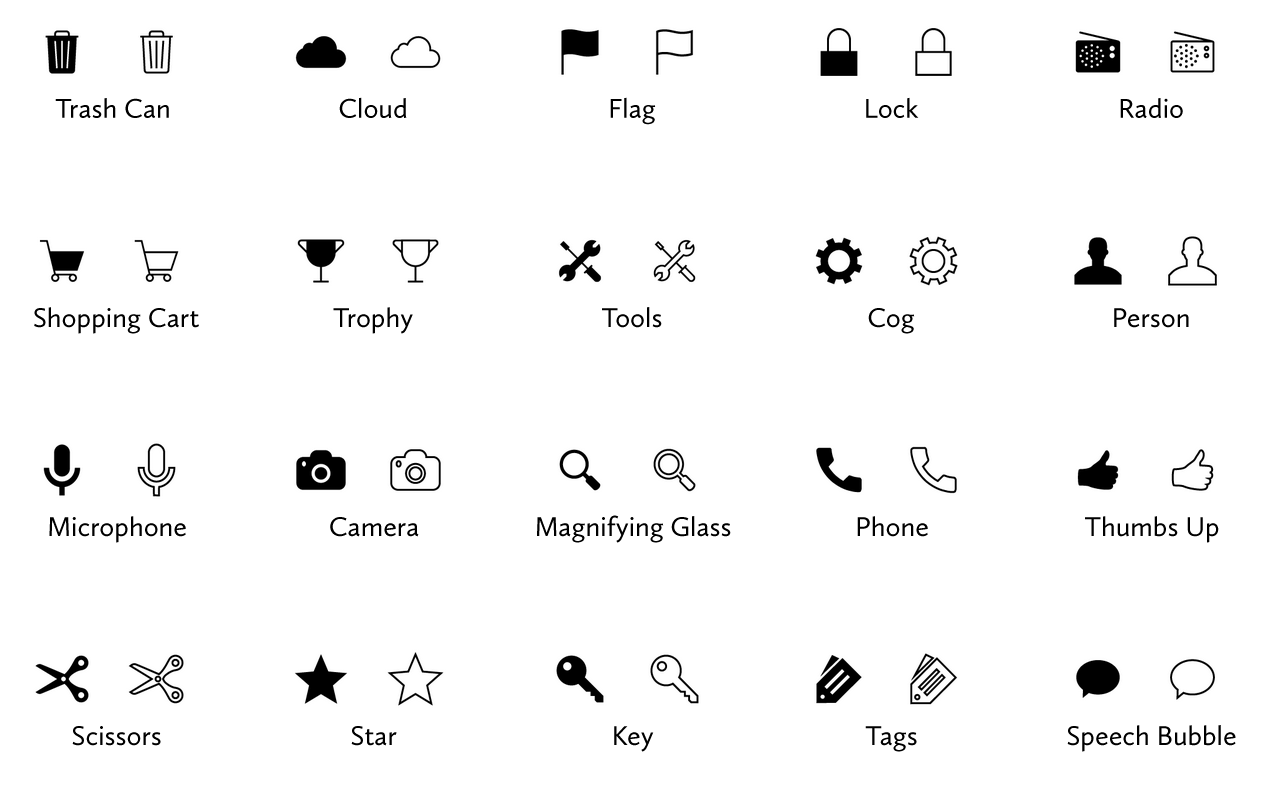 Trash Can
Cloud
Flag
Lock
Radio
Shopping Cart
Trophy
Tools
Cog
Person
Microphone
Camera
Magnifying Glass
Phone
Thumbs Up
Scissors
Star
Key
Tags
Speech Bubble